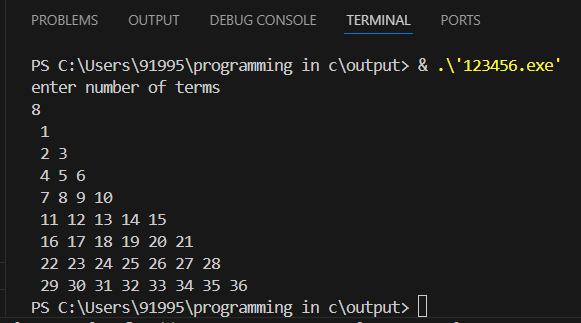 PROBLEMS OUTPUT DEBUG CONSOLE TERMINAL PORTS
PS C:\Users\91995\programming in c\output> & .\'123456.exe'
enter number of terms
8
1
2 3
4 5 6
7 8 9 10
11 12 13 14 15
16 17 18 19 20 21
22 23 24 25 26 27 28
29 30 31 32 33 34 35 36
PS C:\Users\91995\programming in c\output>